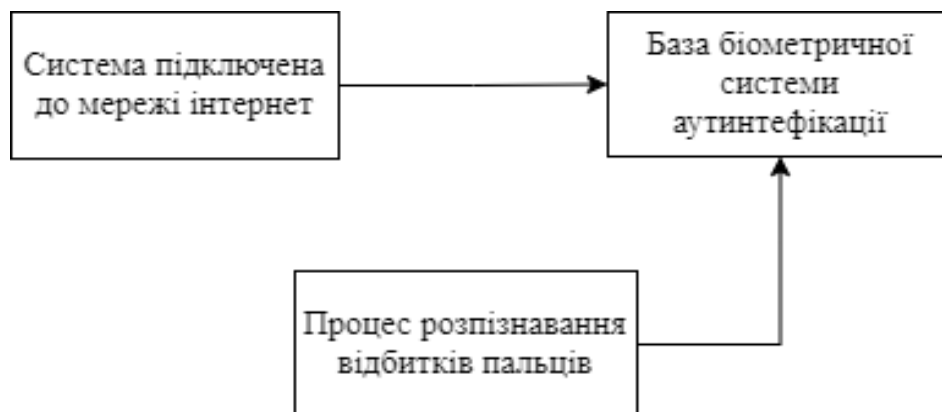 Система підключена
до мережі інтернет
База біометричної
системи
аутинтефікації
Процес розпізнавання
відбитків пальців